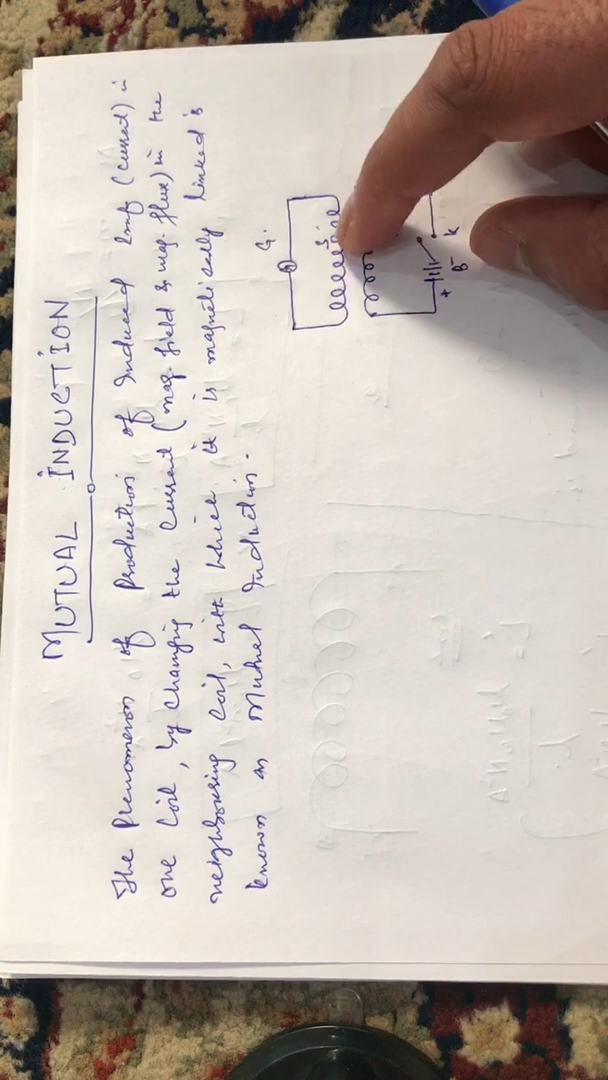 MUTUAL INDUCTION
The Phenomenon of Production of Induced Emf (Current) in
one Coil, by changing the Current (mag. field & mag. flux) in the
neighbouring Coil, with which it is magnetically linked is
known as Mutual Induction.
G.
S
+ B -
K